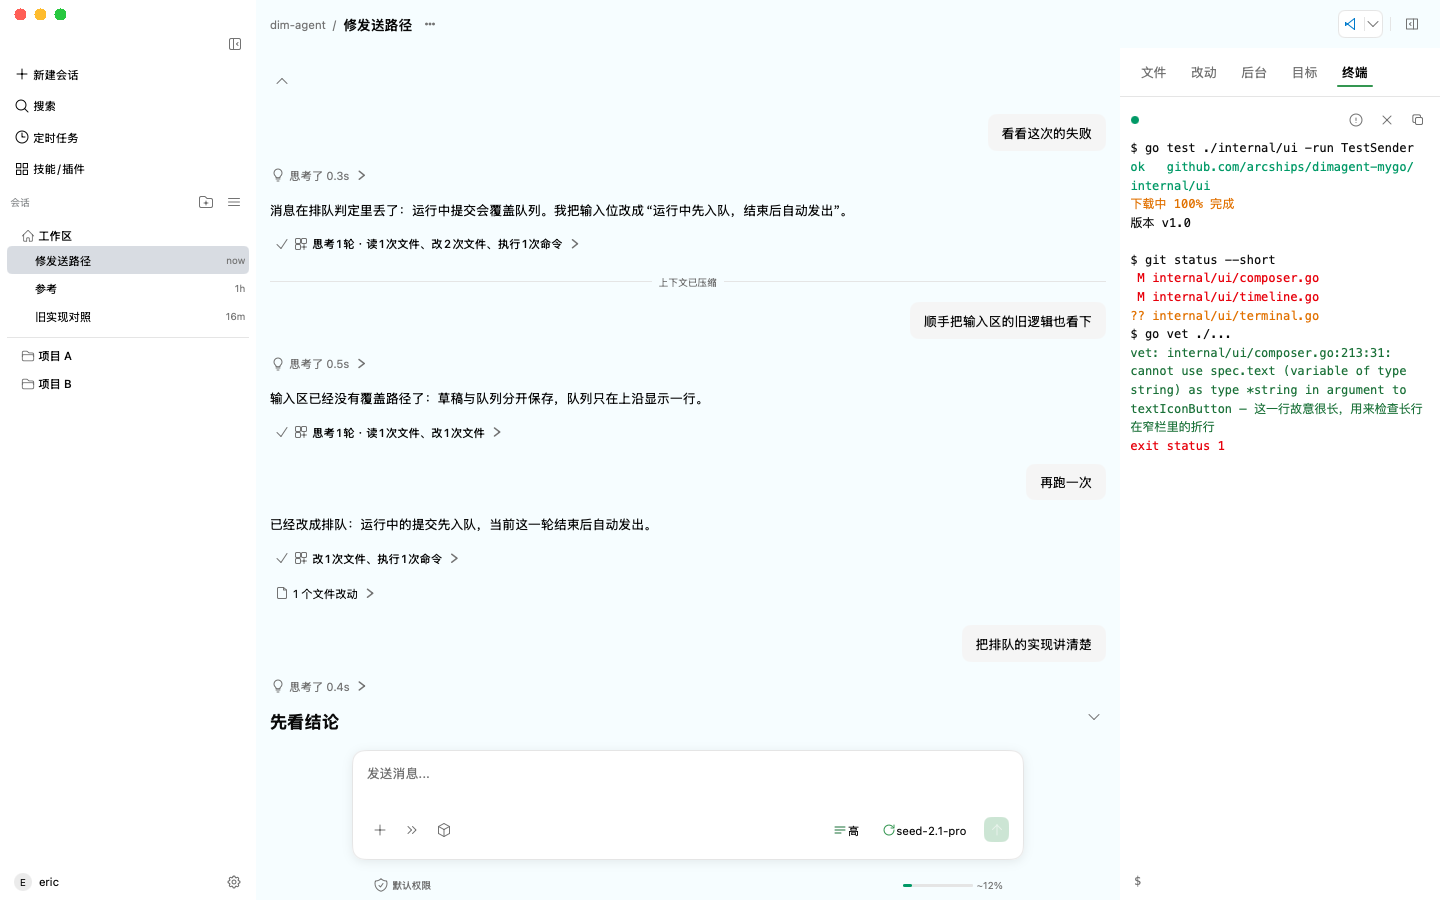 新建会话
搜索
定时任务
技能/插件
会话
工作区
修发送路径 now
参考 1h
旧实现对照 16m
项目 A
项目 B
E eric
dim-agent / 修发送路径 ···
看看这次的失败
思考了 0.3s
消息在排队判定里丢了：运行中提交会覆盖队列。我把输入位改成“运行中先入队，结束后自动发出”。
思考1轮 · 读1次文件、改2次文件、执行1次命令
上下文已压缩
顺手把输入区的旧逻辑也看下
思考了 0.5s
输入区已经没有覆盖路径了：草稿与队列分开保存，队列只在上沿显示一行。
思考1轮 · 读1次文件、改1次文件
再跑一次
已经改成排队：运行中的提交先入队，当前这一轮结束后自动发出。
改1次文件、执行1次命令
1 个文件改动
把排队的实现讲清楚
思考了 0.4s
先看结论
发送消息...
高 seed-2.1-pro
默认权限 ~12%
文件 改动 后台 目标 终端
$ go test ./internal/ui -run TestSender
ok github.com/arcships/dimagent-mygo/
internal/ui
下载中 100% 完成
版本 v1.0
$ git status --short
M internal/ui/composer.go
M internal/ui/timeline.go
?? internal/ui/terminal.go
$ go vet ./...
vet: internal/ui/composer.go:213:31:
cannot use spec.text (variable of type
string) as type *string in argument to
textIconButton — 这一行故意很长，用来检查长行
在窄栏里的折行
exit status 1
$